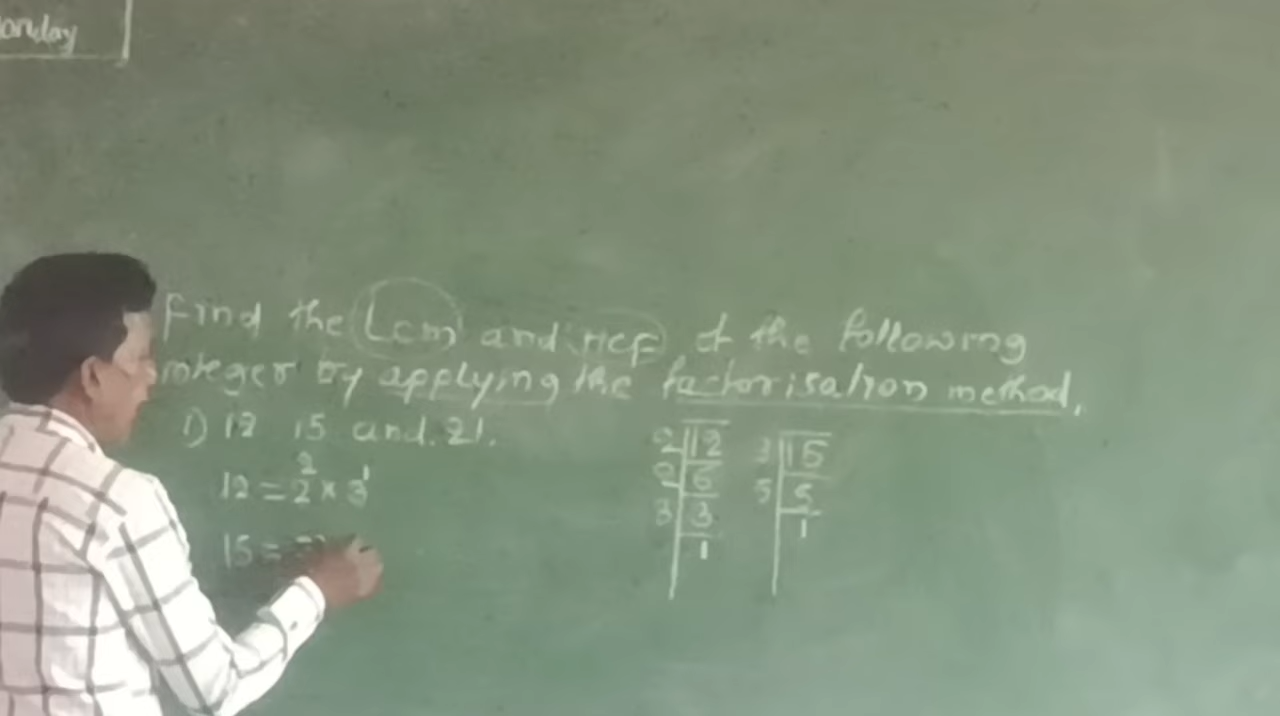 onday
Find the Lcm and HCF of the following
integer by applying the factorisation method.
1) 12 15 and 21.
12 = 2² × 3¹
15 =
2 12
2 6
3 3
1
3 15
5 5
1